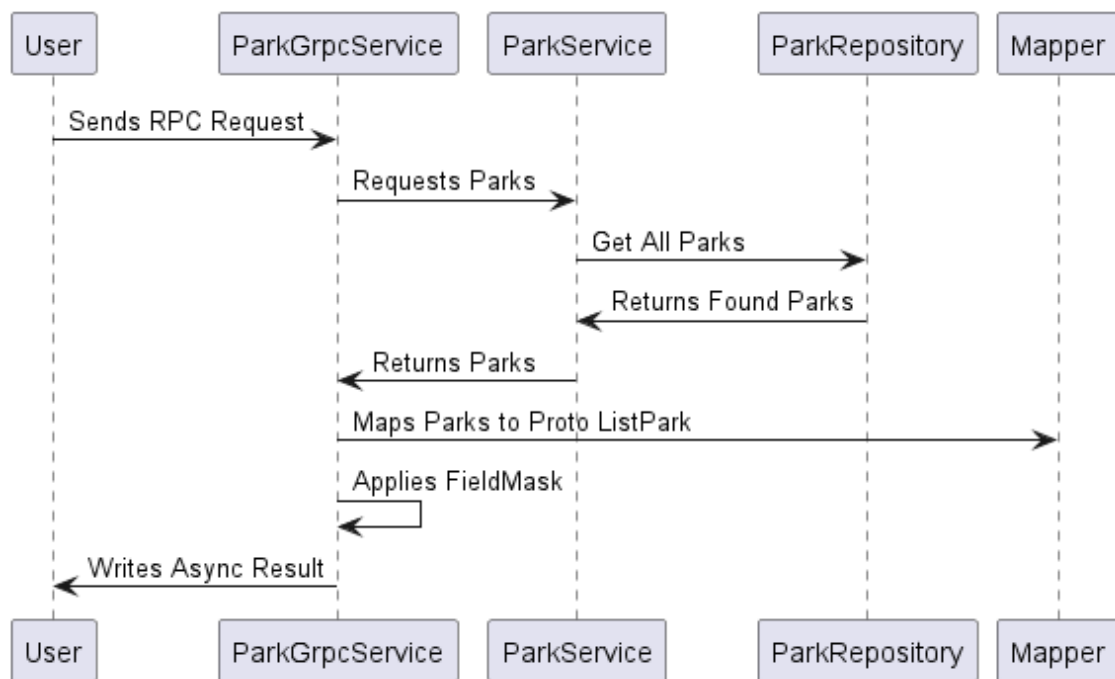 User
ParkGrpcService
ParkService
ParkRepository
Mapper
Sends RPC Request
Requests Parks
Get All Parks
Returns Found Parks
Returns Parks
Maps Parks to Proto ListPark
Applies FieldMask
Writes Async Result
User
ParkGrpcService
ParkService
ParkRepository
Mapper